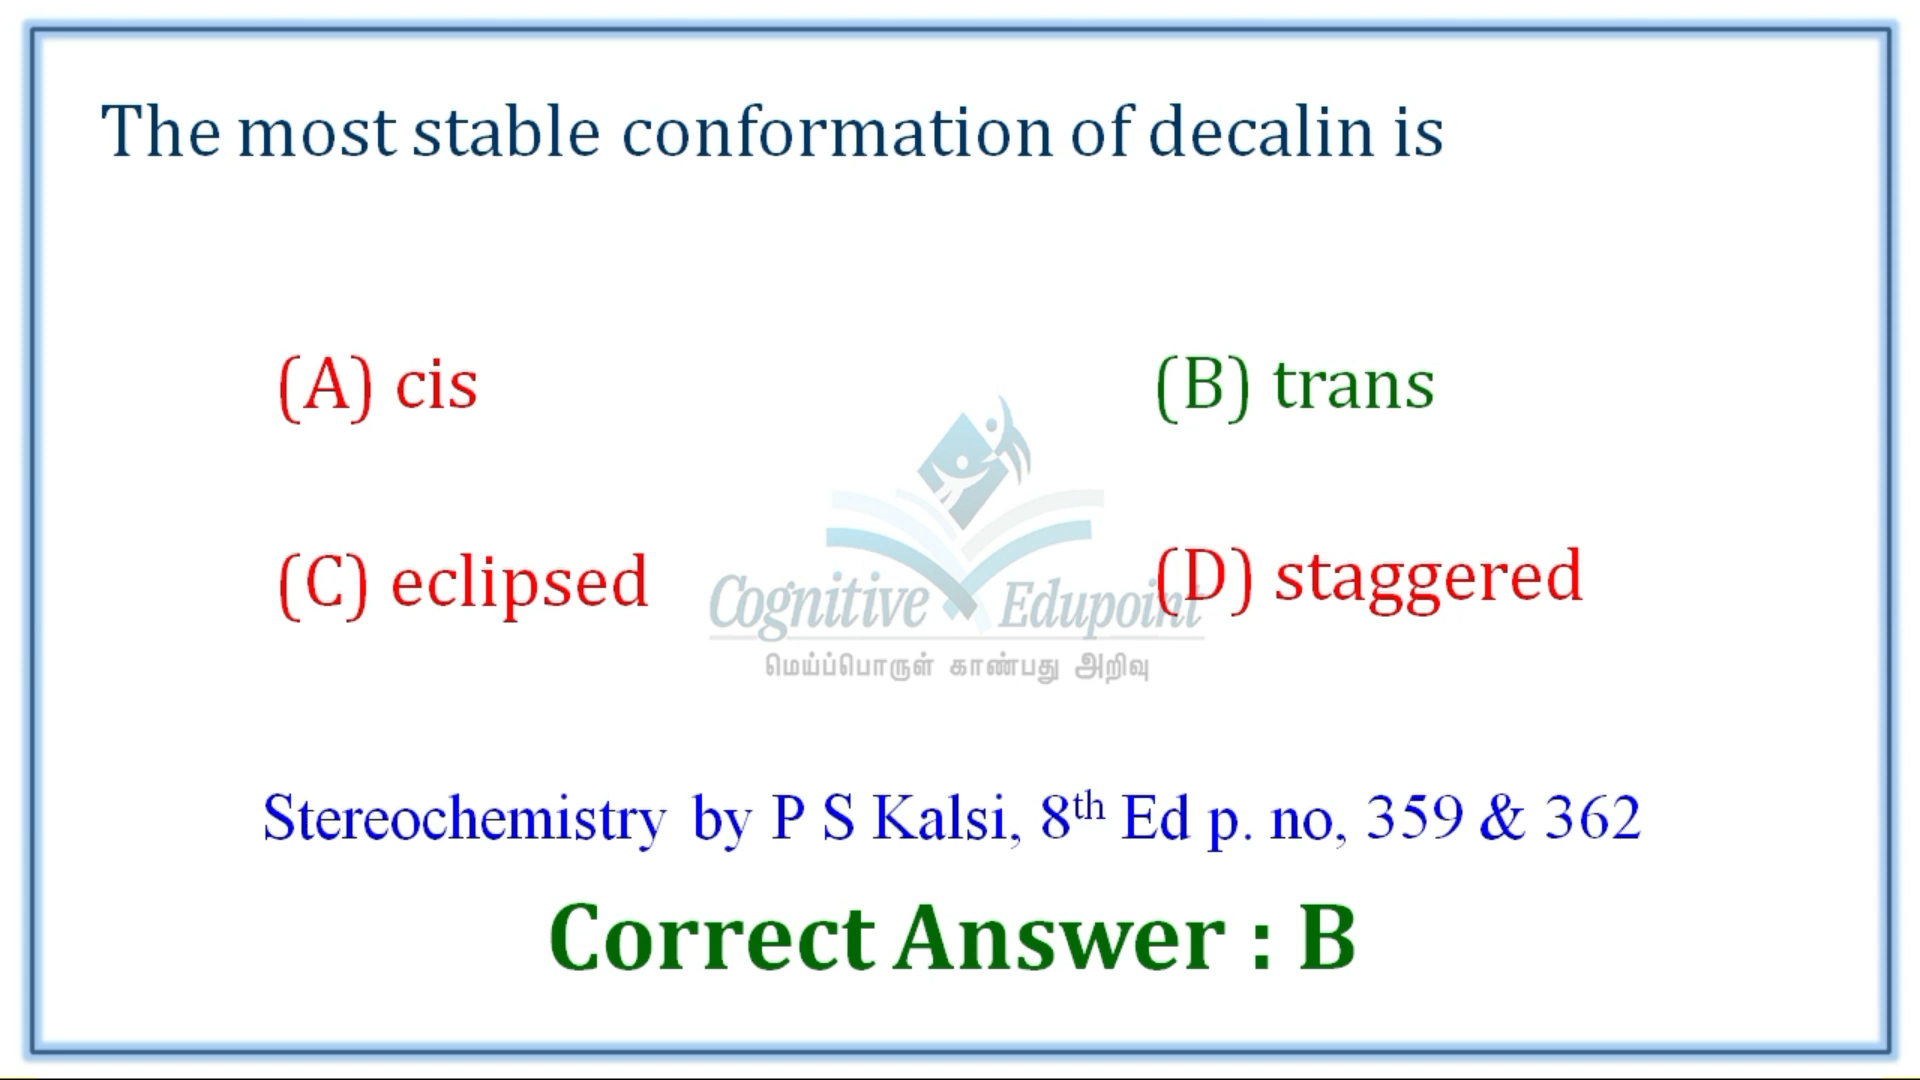 The most stable conformation of decalin is
(A) cis
(B) trans
(C) eclipsed
(D) staggered
Cognitive Edupoint
மெய்ப்பொருள் காண்பது அறிவு
Stereochemistry by P S Kalsi, 8th Ed p. no, 359 & 362
Correct Answer : B